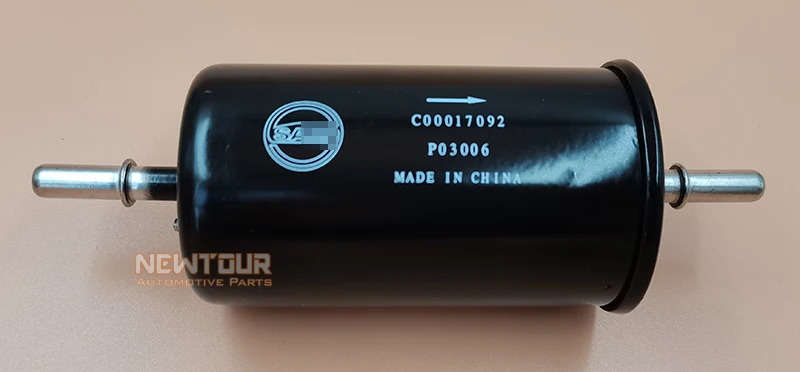 C00017092
P03006
MADE IN CHINA
NEWTOUR
AUTOMOTIVE PARTS